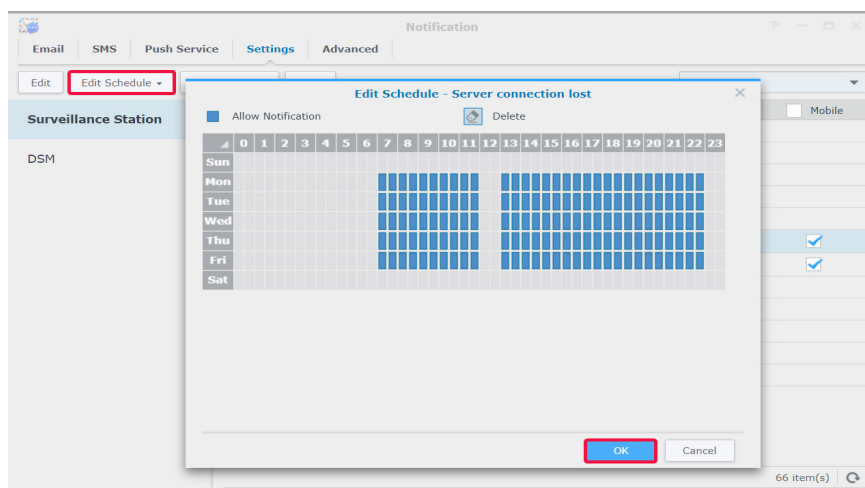 Notification
Email SMS Push Service Settings Advanced
Edit Edit Schedule
Edit Schedule - Server connection lost
Surveillance Station
Allow Notification Delete
Mobile
0 1 2 3 4 5 6 7 8 9 10 11 12 13 14 15 16 17 18 19 20 21 22 23
DSM
Sun
Mon
Tue
Wed
Thu
Fri
Sat
OK Cancel
66 item(s)